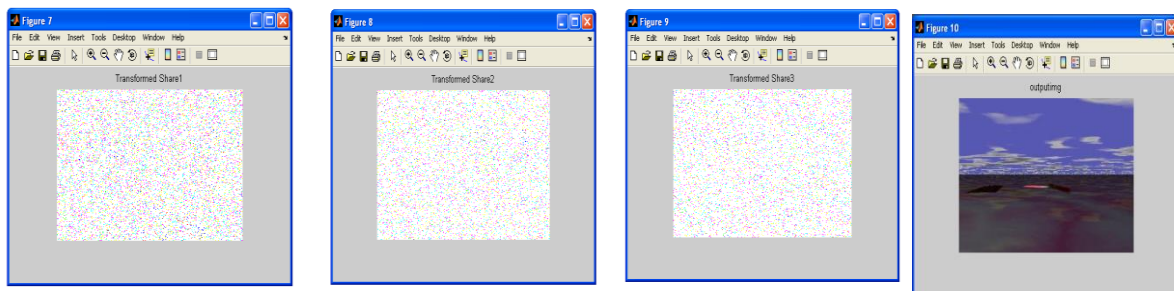 Figure 7
File Edit View Insert Tools Desktop Window Help
Transformed Share1
Figure 8
File Edit View Insert Tools Desktop Window Help
Transformed Share2
Figure 9
File Edit View Insert Tools Desktop Window Help
Transformed Share3
Figure 10
File Edit View Insert Tools Desktop Window Help
outputimg